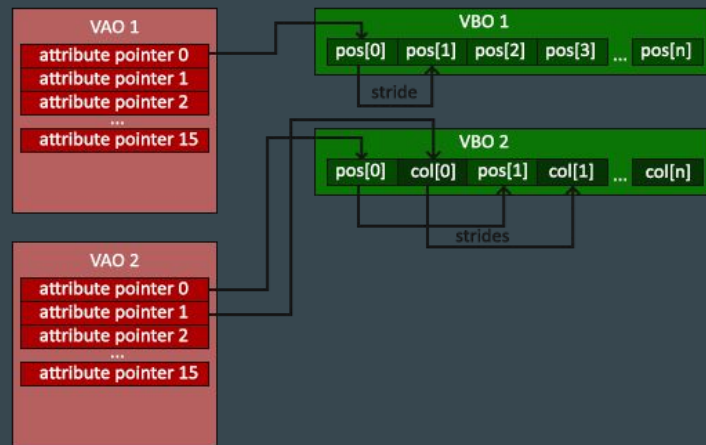 VAO 1
attribute pointer 0
attribute pointer 1
attribute pointer 2
...
attribute pointer 15
VBO 1
pos[0] pos[1] pos[2] pos[3] ... pos[n]
stride
VBO 2
pos[0] col[0] pos[1] col[1] ... col[n]
strides
VAO 2
attribute pointer 0
attribute pointer 1
attribute pointer 2
...
attribute pointer 15